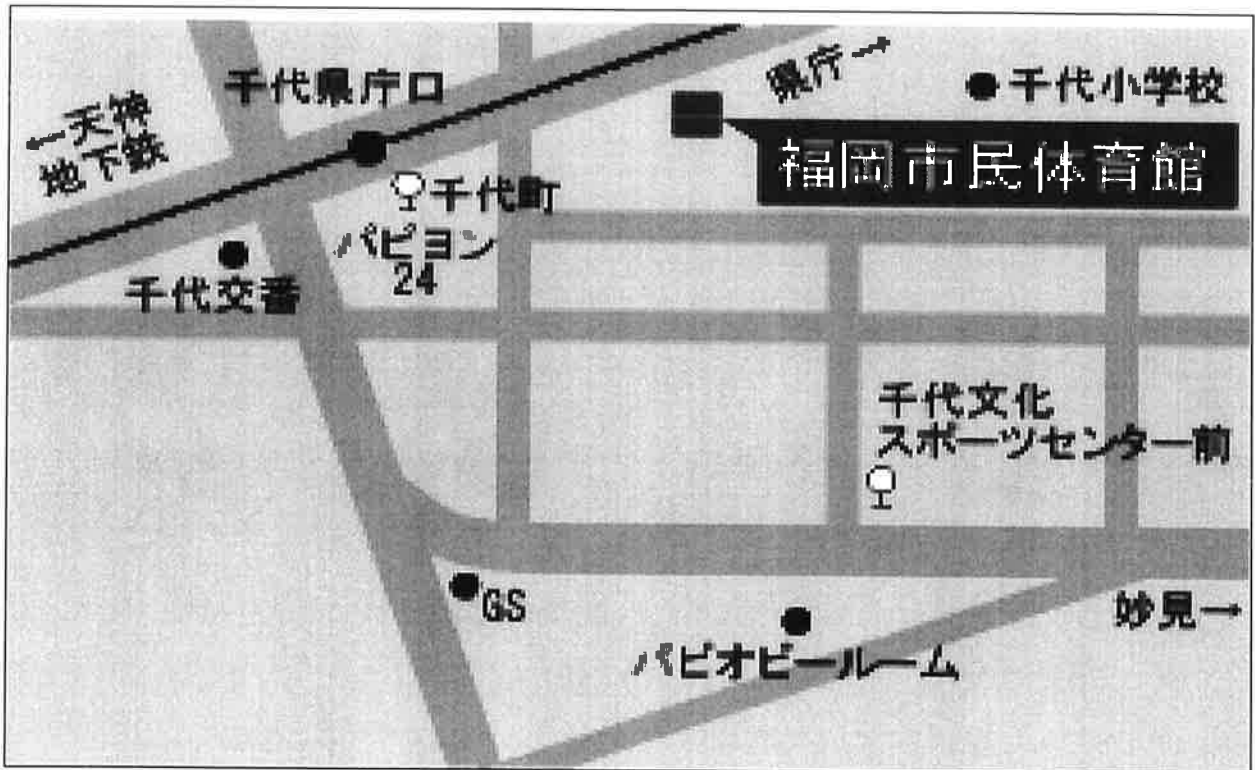 千代県庁口
県庁→
千代小学校
←天神
地下鉄
福岡市民体育館
千代町
パピヨン
24
千代交番
千代文化
スポーツセンター前
GS
妙見→
パピオビールーム